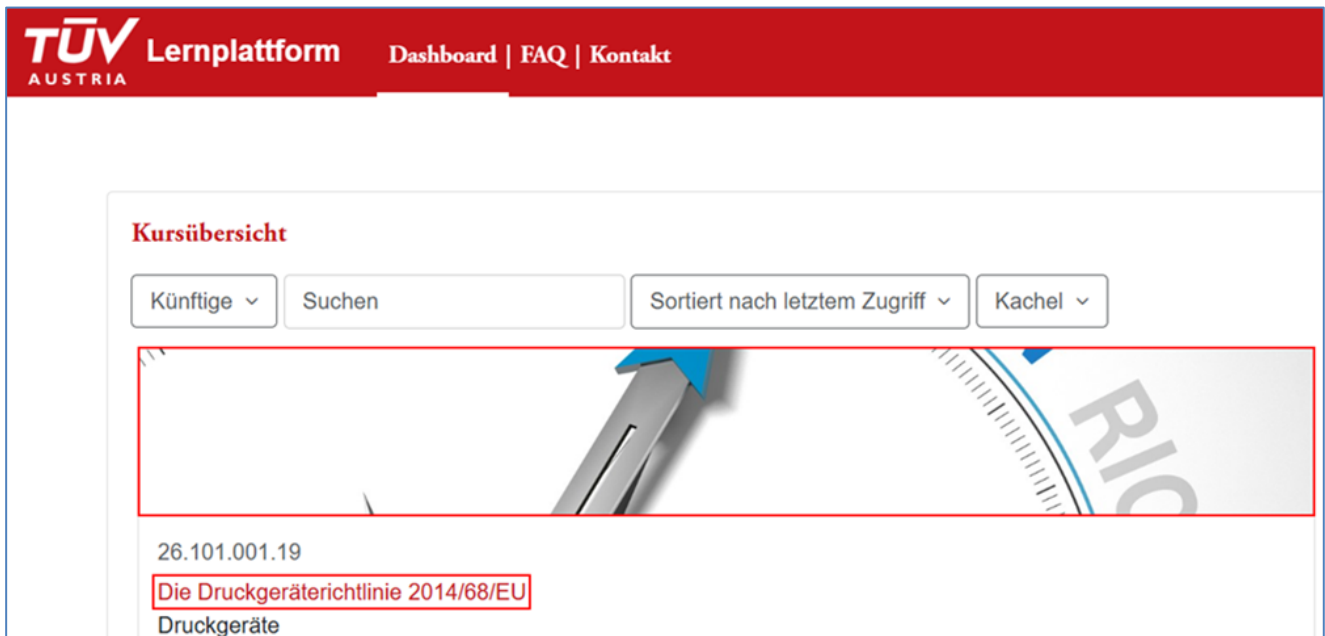 TÜV
AUSTRIA
Lernplattform
Dashboard | FAQ | Kontakt
Kursübersicht
Künftige
Suchen
Sortiert nach letztem Zugriff
Kachel
RIC
26.101.001.19
Die Druckgeräterichtlinie 2014/68/EU
Druckgeräte